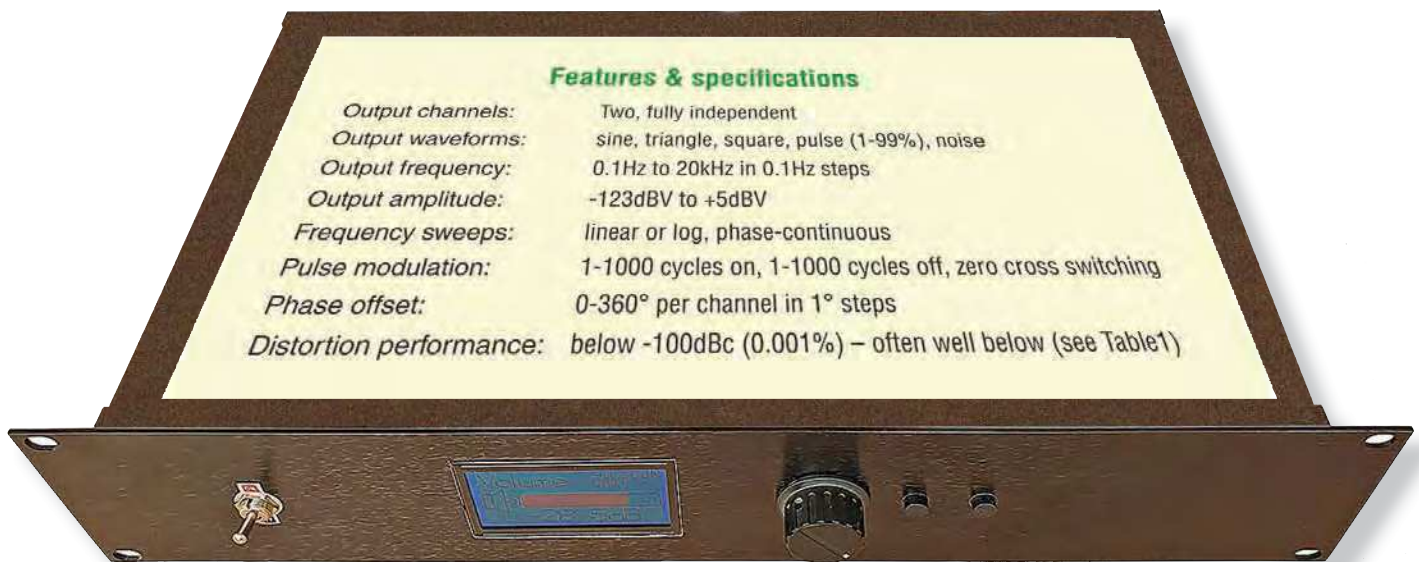 Features & specifications
Output channels: Two, fully independent
Output waveforms: sine, triangle, square, pulse (1-99%), noise
Output frequency: 0.1Hz to 20kHz in 0.1Hz steps
Output amplitude: -123dBV to +5dBV
Frequency sweeps: linear or log, phase-continuous
Pulse modulation: 1-1000 cycles on, 1-1000 cycles off, zero cross switching
Phase offset: 0-360° per channel in 1° steps
Distortion performance: below -100dBc (0.001%) – often well below (see Table1)
Volume